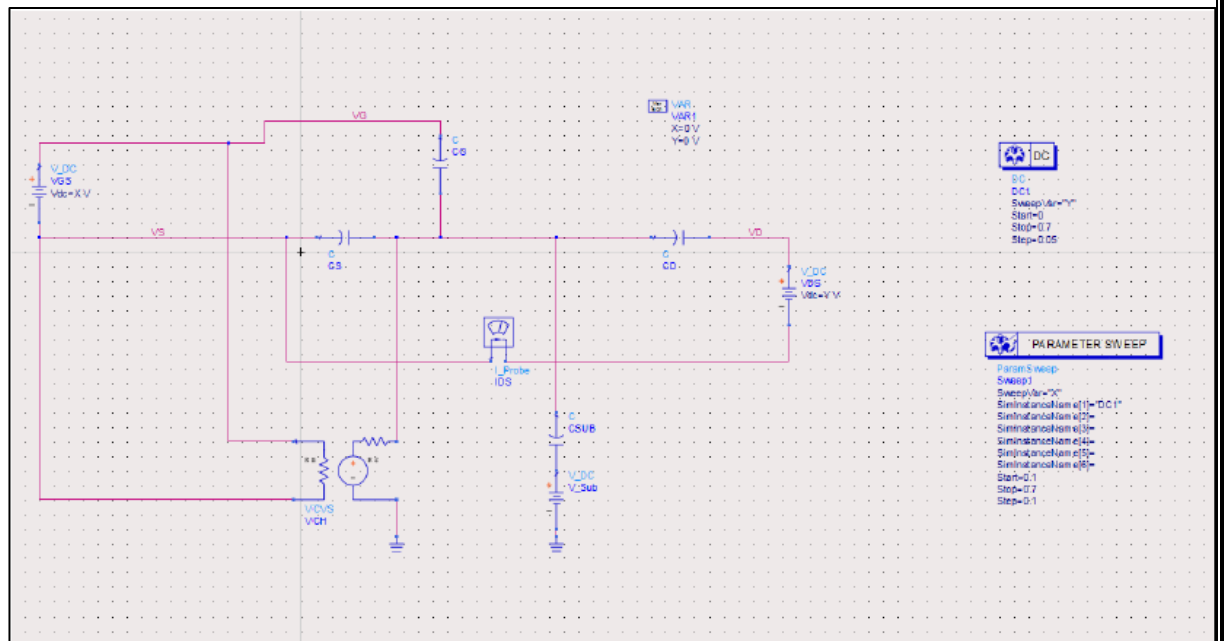 VG
C
CG
VAR
VAR1
X=0 V
Y=0 V
DC
DC
DC1
SweepVar="Y"
Start=0
Stop=0.7
Step=0.05
V_DC
VGS
Vdc=X V
VS
C
CS
C
CD
VD
V_DC
VDS
Vdc=Y V
I_Probe
IDS
PARAMETER SWEEP
ParamSweep
Sweep1
SweepVar="X"
SimInstanceName[1]="DC1"
SimInstanceName[2]=
SimInstanceName[3]=
SimInstanceName[4]=
SimInstanceName[5]=
SimInstanceName[6]=
Start=0.1
Stop=0.7
Step=0.1
C
CSUB
V_DC
V_Sub
VCVS
VCH